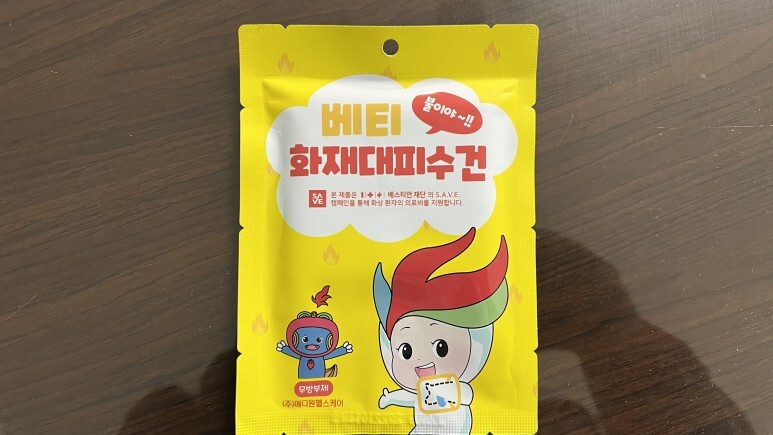 불이야~!!
베티
화재대피수건
SAVE
본 제품은 베스티안 재단 의 S.A.V.E.
캠페인을 통해 화상 환자의 의료비를 지원합니다.
무방부제
(주)메디원헬스케어